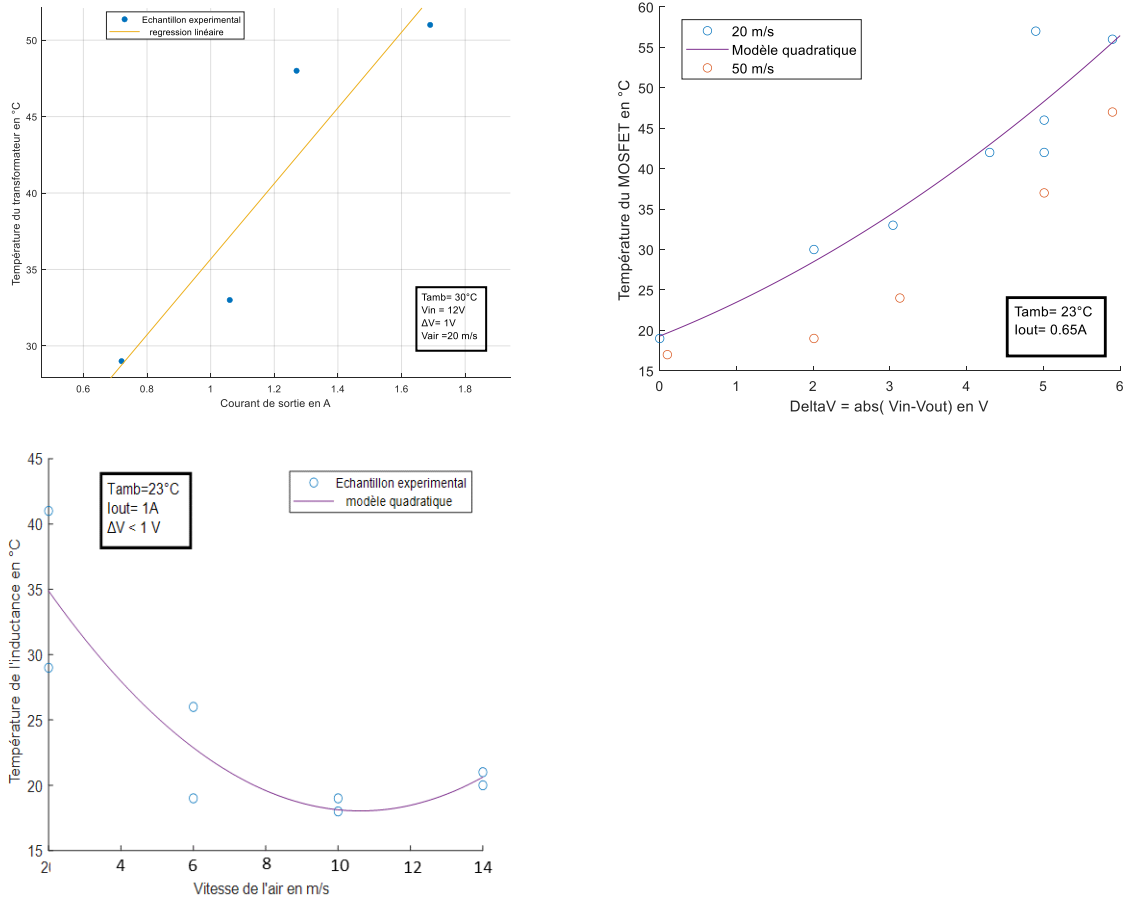 Echantillon experimental
regression linéaire
50
45
40
35
30
Température du transformateur en °C
Tamb= 30°C
Vin = 12V
ΔV= 1V
Vair =20 m/s
0.6 0.8 1 1.2 1.4 1.6 1.8
Courant de sortie en A
60
55
50
45
40
35
30
25
20
15
Température du MOSFET en °C
20 m/s
Modèle quadratique
50 m/s
Tamb= 23°C
Iout= 0.65A
0 1 2 3 4 5 6
DeltaV = abs( Vin-Vout) en V
45
40
35
30
25
20
15
Température de l'inductance en °C
Tamb=23°C
Iout= 1A
ΔV < 1 V
Echantillon experimental
modèle quadratique
4 6 8 10 12 14
Vitesse de l'air en m/s